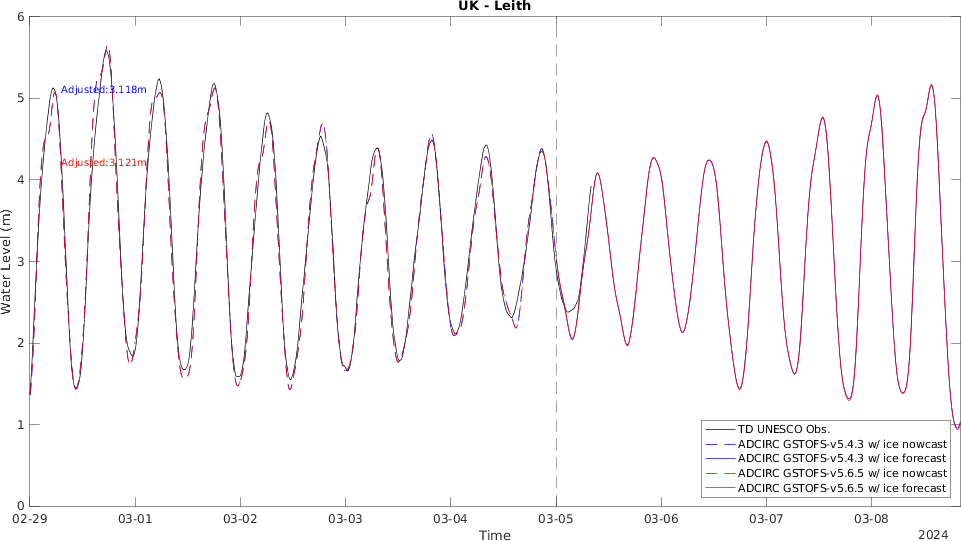 UK - Leith
Water Level (m)
6
5
4
3
2
1
0
Adjusted:3.118m
Adjusted:3.121m
TD UNESCO Obs.
ADCIRC GSTOFS-v5.4.3 w/ ice nowcast
ADCIRC GSTOFS-v5.4.3 w/ ice forecast
ADCIRC GSTOFS-v5.6.5 w/ ice nowcast
ADCIRC GSTOFS-v5.6.5 w/ ice forecast
02-29 03-01 03-02 03-03 03-04 03-05 03-06 03-07 03-08
Time
2024